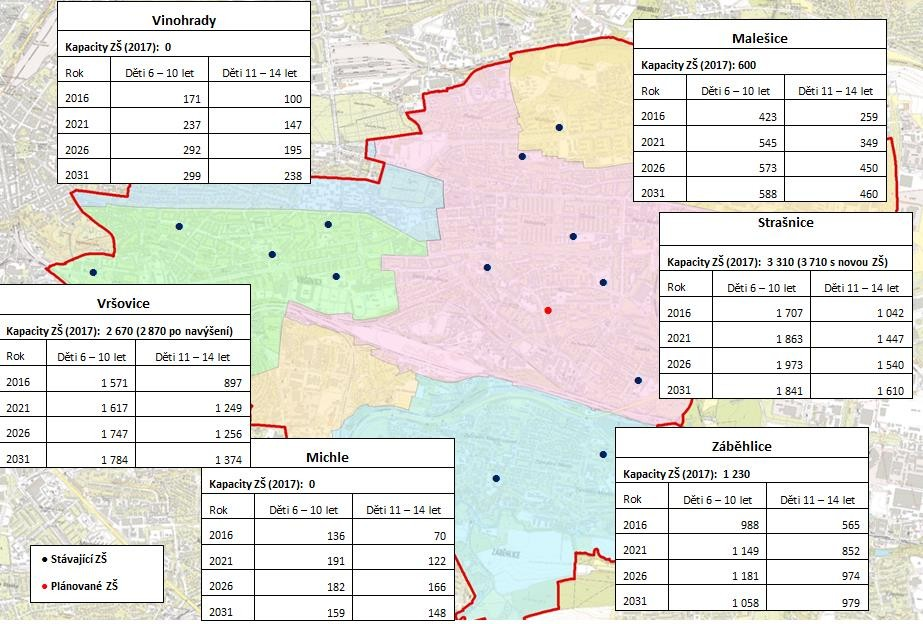 Vinohrady
Kapacity ZŠ (2017): 0
Rok Děti 6 – 10 let Děti 11 – 14 let
2016 171 100
2021 237 147
2026 292 195
2031 299 238
Malešice
Kapacity ZŠ (2017): 600
Rok Děti 6 – 10 let Děti 11 – 14 let
2016 423 259
2021 545 349
2026 573 450
2031 588 460
Strašnice
Kapacity ZŠ (2017): 3 310 (3 710 s novou ZŠ)
Rok Děti 6 – 10 let Děti 11 – 14 let
2016 1 707 1 042
2021 1 863 1 447
2026 1 973 1 540
2031 1 841 1 610
Vršovice
Kapacity ZŠ (2017): 2 670 (2 870 po navýšení)
Rok Děti 6 – 10 let Děti 11 – 14 let
2016 1 571 897
2021 1 617 1 249
2026 1 747 1 256
2031 1 784 1 374
Michle
Kapacity ZŠ (2017): 0
Rok Děti 6 – 10 let Děti 11 – 14 let
2016 136 70
2021 191 122
2026 182 166
2031 159 148
Záběhlice
Kapacity ZŠ (2017): 1 230
Rok Děti 6 – 10 let Děti 11 – 14 let
2016 988 565
2021 1 149 852
2026 1 181 974
2031 1 058 979
ZÁBĚHLICE
Stávající ZŠ
Plánované ZŠ